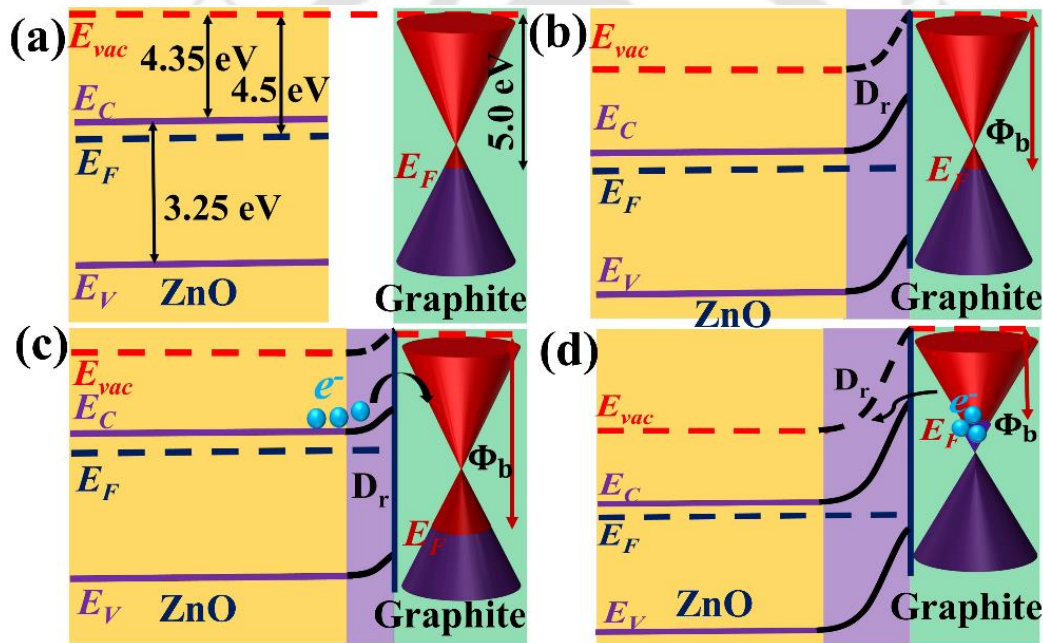 (a)
E_vac
4.35 eV
4.5 eV
5.0 eV
E_C
E_F
3.25 eV
E_F
E_V
ZnO
Graphite
(b)
E_vac
D_r
Φ_b
E_C
E_F
E_F
E_V
ZnO
Graphite
(c)
E_vac
e⁻
E_C
Φ_b
E_F
D_r
E_F
E_V
ZnO
Graphite
(d)
D_r
E_vac
e⁻
E_F
Φ_b
E_C
E_F
E_V
ZnO
Graphite